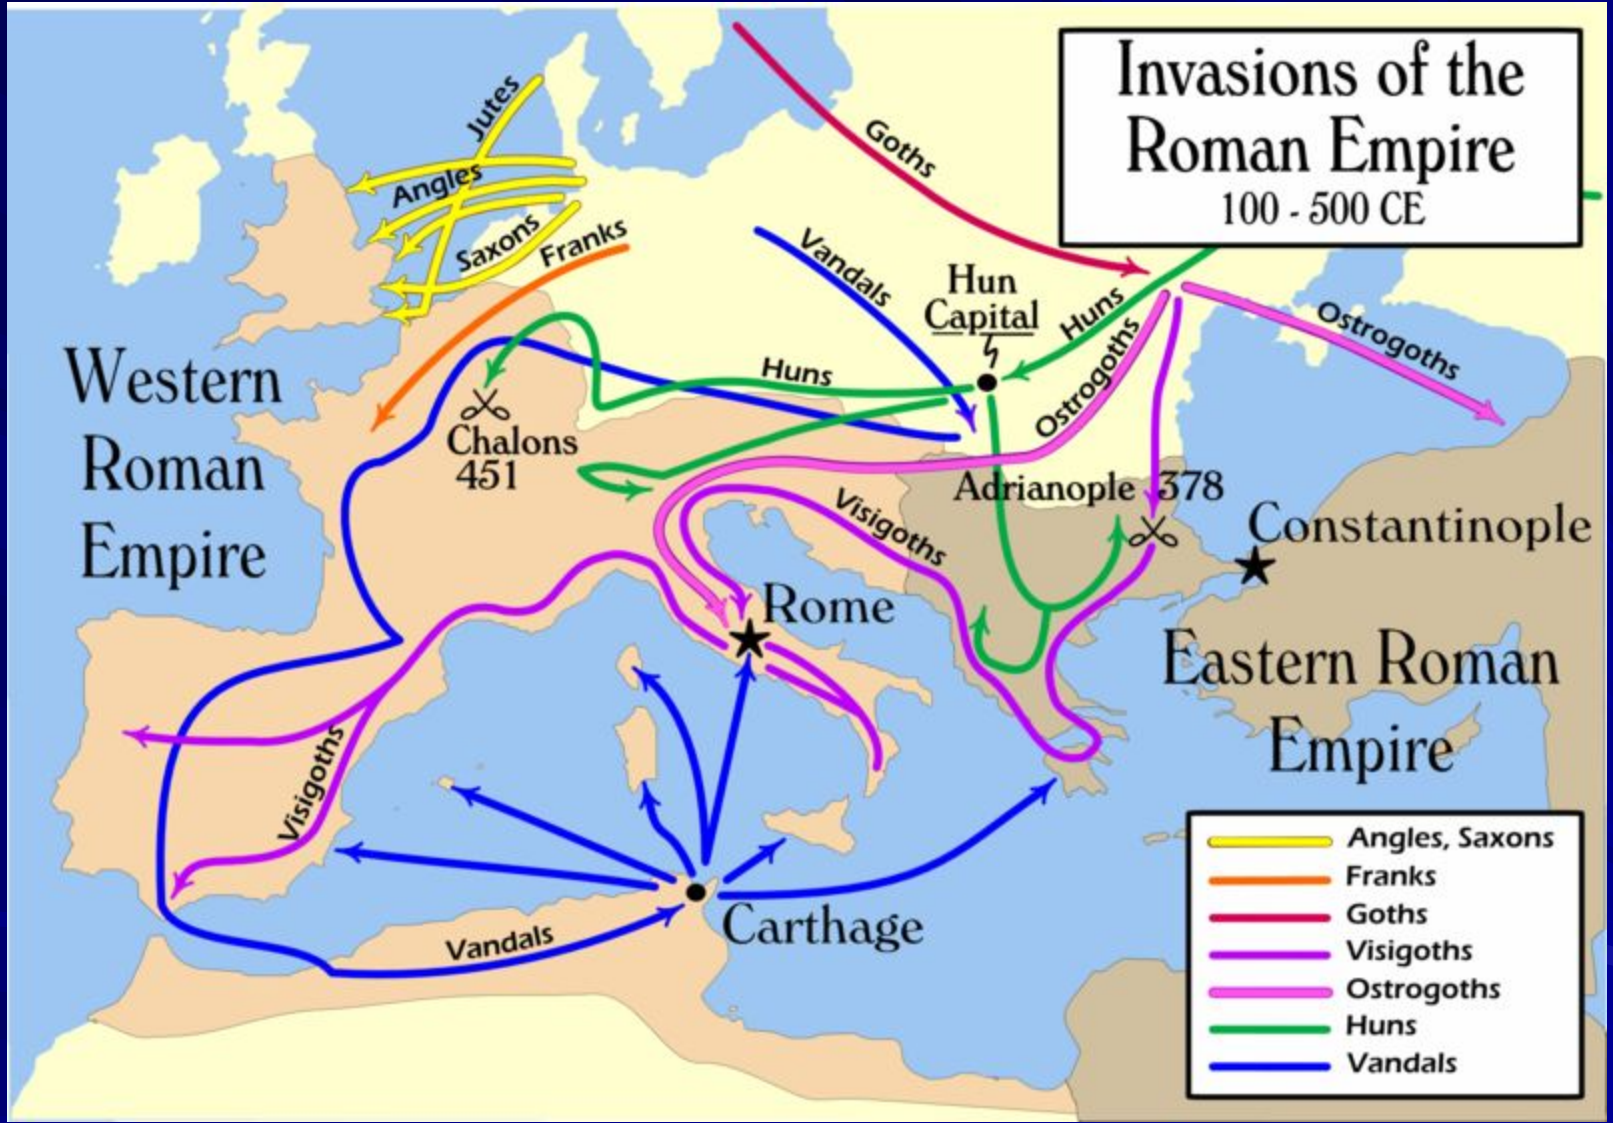 Invasions of the
Roman Empire
100 - 500 CE
Jutes
Angles
Saxons
Franks
Goths
Vandals
Hun
Capital
Huns
Ostrogoths
Ostrogoths
Huns
Western
Roman
Empire
Chalons
451
Adrianople 378
Visigoths
Constantinople
Rome
Eastern Roman
Empire
Visigoths
Carthage
Vandals
Angles, Saxons
Franks
Goths
Visigoths
Ostrogoths
Huns
Vandals